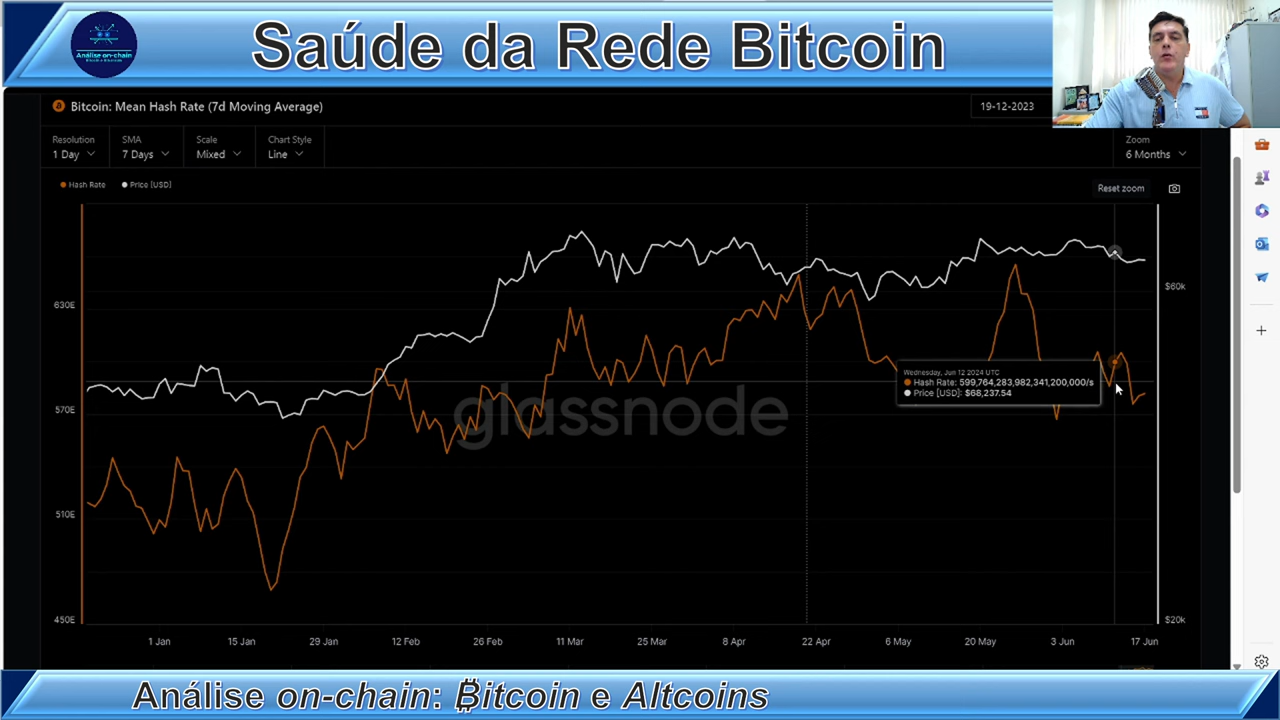 Saúde da Rede Bitcoin
Análise on-chain
Bitcoin: Mean Hash Rate (7d Moving Average)
19-12-2023
Resolution
1 Day
SMA
7 Days
Scale
Mixed
Chart Style
Line
Zoom
6 Months
Hash Rate
Price [USD]
Reset zoom
630E
570E
510E
450E
$60k
$20k
glassnode
Wednesday, Jun 12 2024 UTC
Hash Rate: 599,764,283,982,341,200,000/s
Price [USD]: $68,237.54
1 Jan 15 Jan 29 Jan 12 Feb 26 Feb 11 Mar 25 Mar 8 Apr 22 Apr 6 May 20 May 3 Jun 17 Jun
Análise on-chain: ₿itcoin e Altcoins